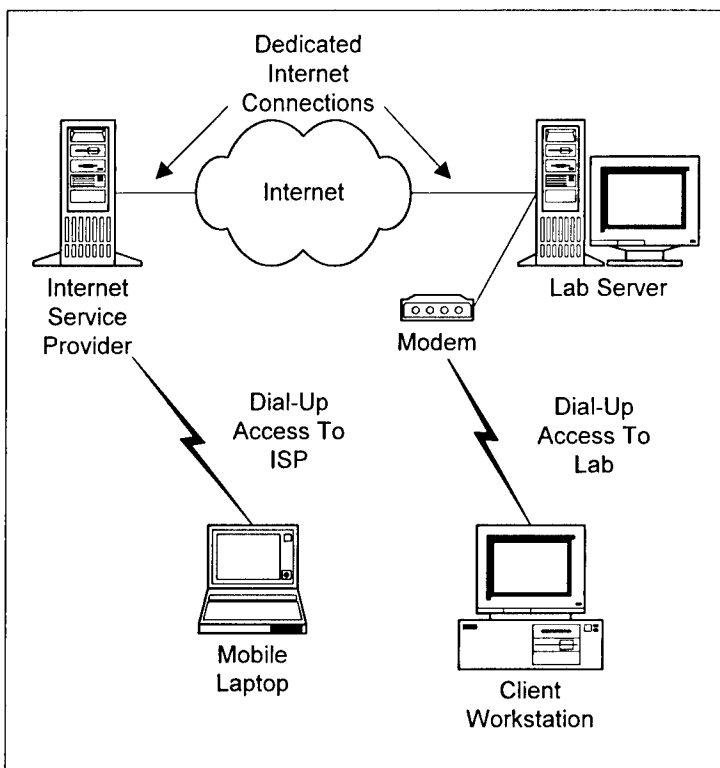 Dedicated
Internet
Connections
Internet
Internet
Service
Provider
Lab Server
Modem
Dial-Up
Access To
ISP
Dial-Up
Access To
Lab
Mobile
Laptop
Client
Workstation